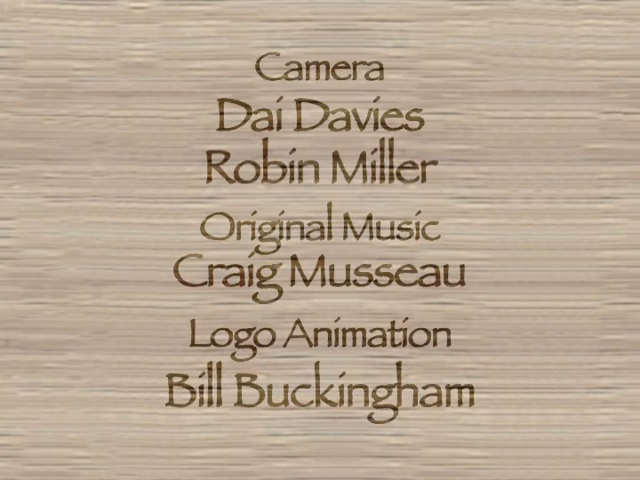 Camera
Dai Davies
Robin Miller
Original Music
Craig Musseau
Logo Animation
Bill Buckingham